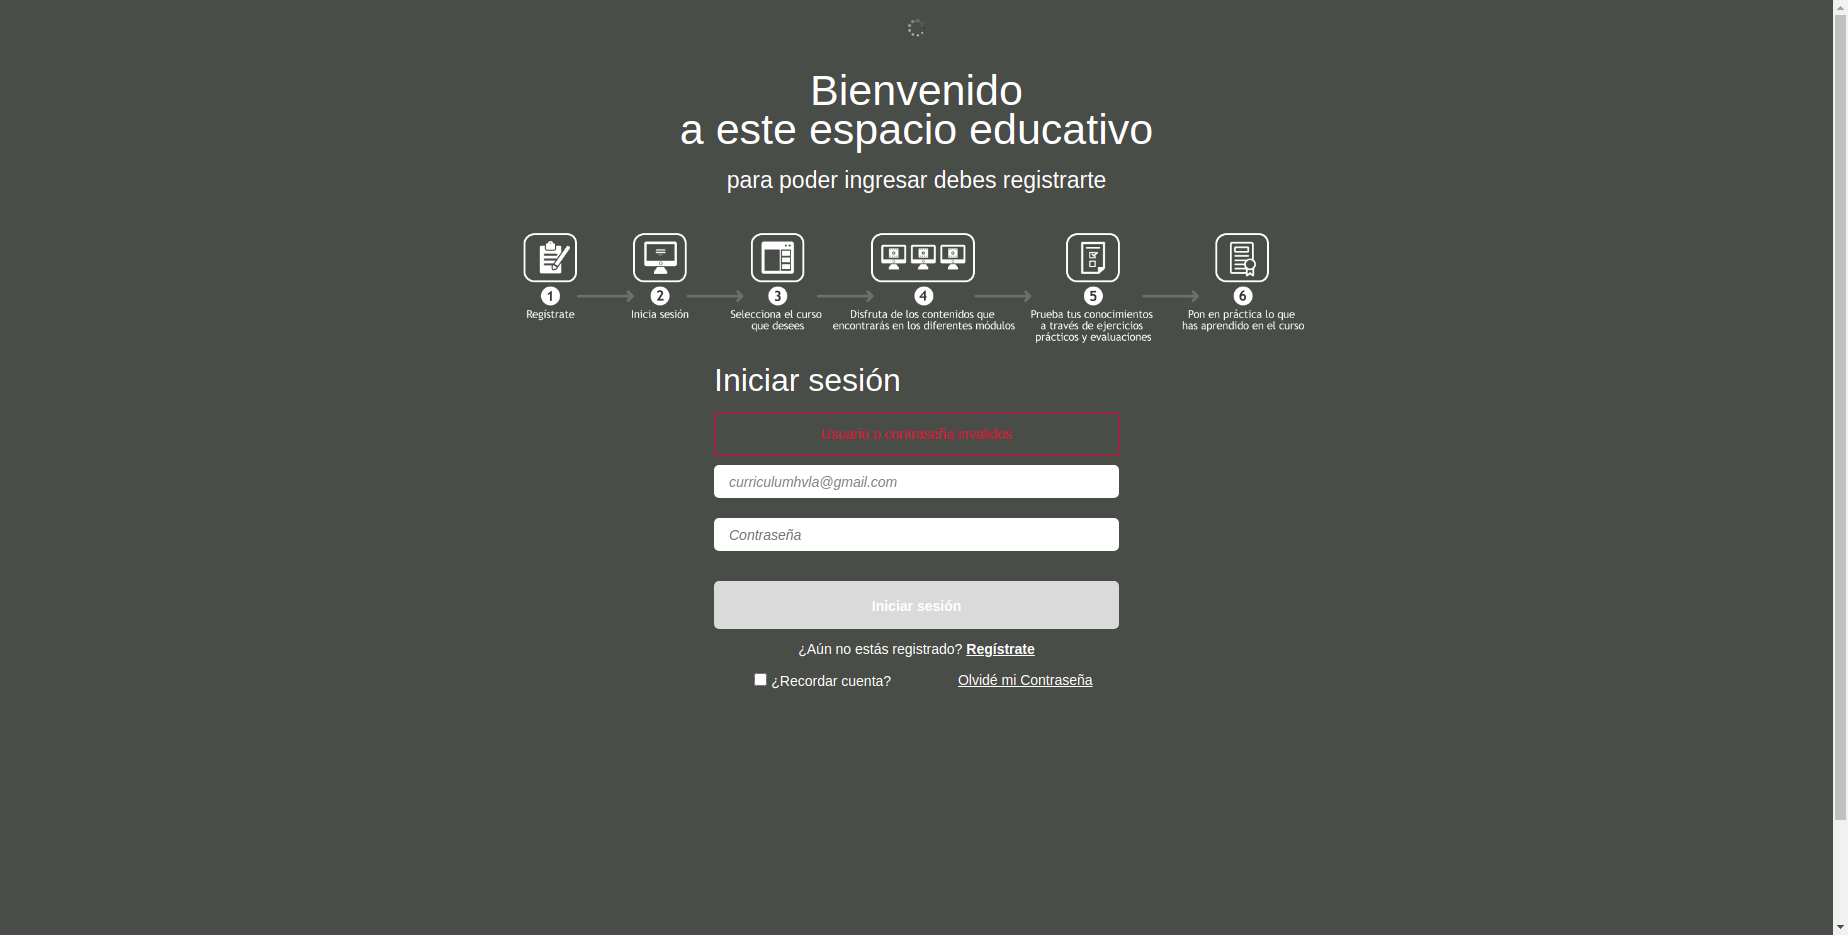 Bienvenido
a este espacio educativo
para poder ingresar debes registrarte
1
2
3
4
5
6
Regístrate
Inicia sesión
Selecciona el curso
que desees
Disfruta de los contenidos que
encontrarás en los diferentes módulos
Prueba tus conocimientos
a través de ejercicios
prácticos y evaluaciones
Pon en práctica lo que
has aprendido en el curso
Iniciar sesión
Usuario o contraseña invalidos
curriculumhvla@gmail.com
Contraseña
Iniciar sesión
¿Aún no estás registrado? Regístrate
¿Recordar cuenta?
Olvidé mi Contraseña